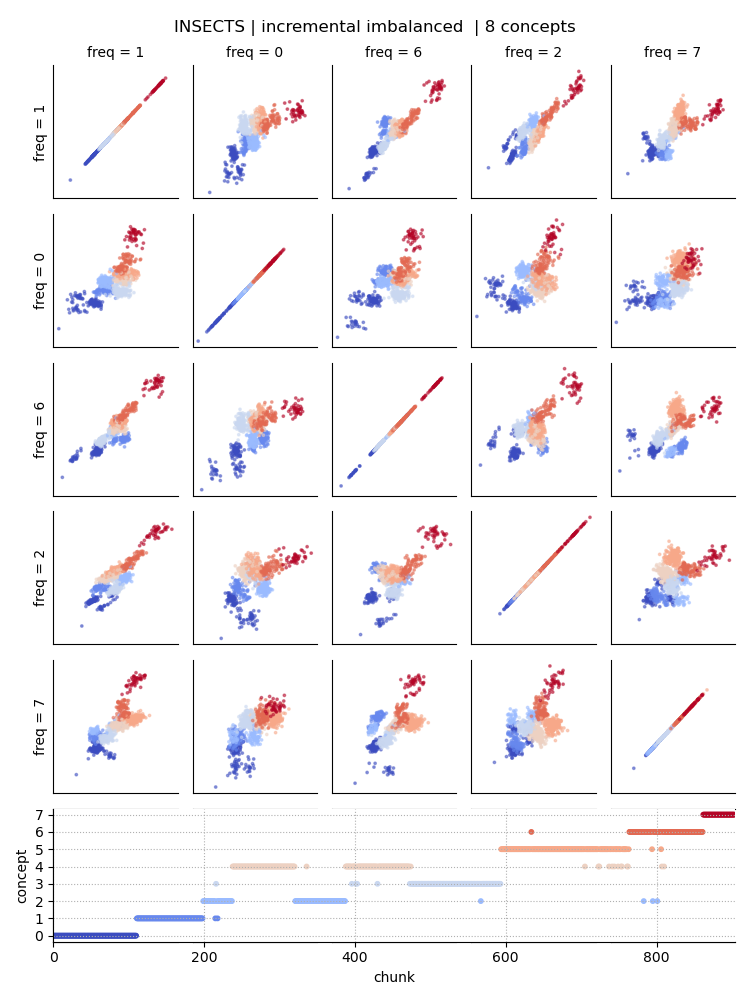 INSECTS | incremental imbalanced | 8 concepts
freq = 1 freq = 0 freq = 6 freq = 2 freq = 7
freq = 1
freq = 0
freq = 6
freq = 2
freq = 7
concept
7
6
5
4
3
2
1
0
0 200 400 600 800
chunk